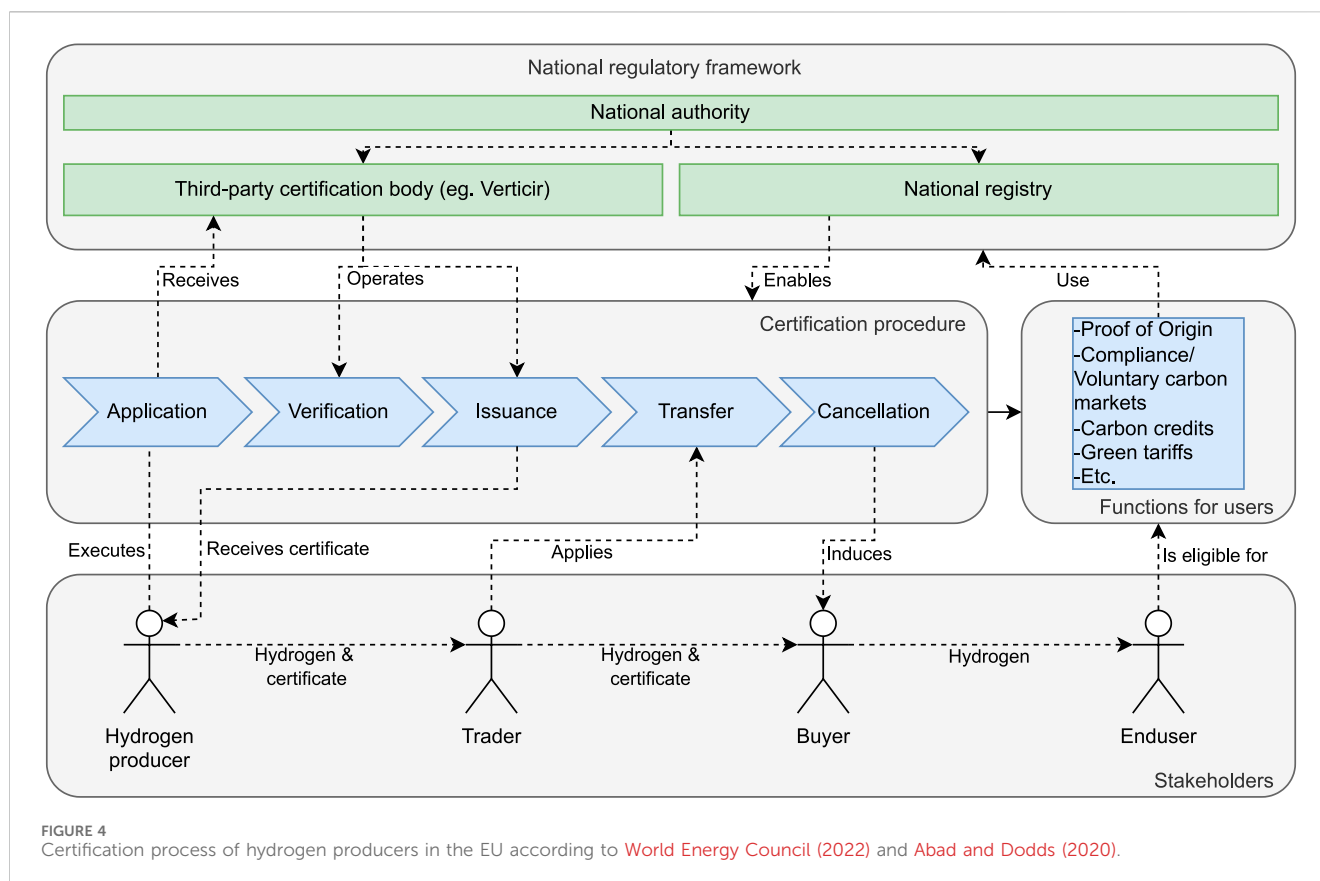 National regulatory framework
National authority
Third-party certification body (eg. Verticir)
National registry
Receives
Operates
Enables
Use
Certification procedure
-Proof of Origin
-Compliance/
Voluntary carbon
markets
-Carbon credits
-Green tariffs
-Etc.
Functions for users
Application
Verification
Issuance
Transfer
Cancellation
Executes
Receives certificate
Applies
Induces
Is eligible for
Hydrogen &
certificate
Hydrogen &
certificate
Hydrogen
Hydrogen
producer
Trader
Buyer
Enduser
Stakeholders
FIGURE 4
Certification process of hydrogen producers in the EU according to World Energy Council (2022) and Abad and Dodds (2020).